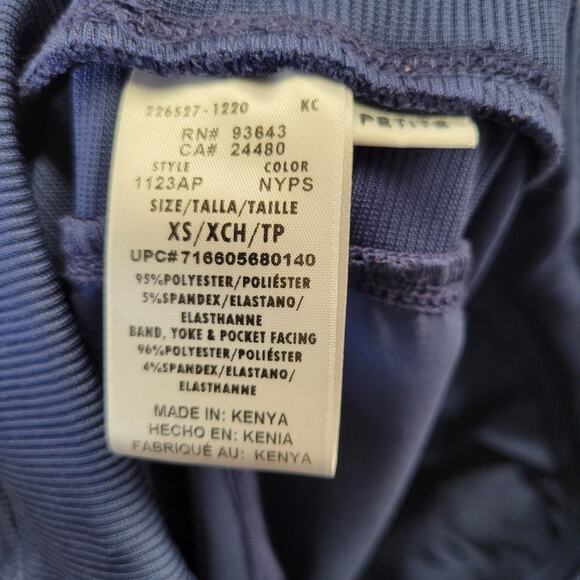 226527-1220 KC
PETITE
RN# 93643
CA# 24480
STYLE COLOR
1123AP NYPS
SIZE/TALLA/TAILLE
XS/XCH/TP
UPC#716605680140
95%POLYESTER/POLIÉSTER
5%SPANDEX/ELASTANO/
ELASTHANNE
BAND, YOKE & POCKET FACING
96%POLYESTER/POLIÉSTER
4%SPANDEX/ELASTANO/
ELASTHANNE
MADE IN: KENYA
HECHO EN: KENIA
FABRIQUÉ AU: KENYA